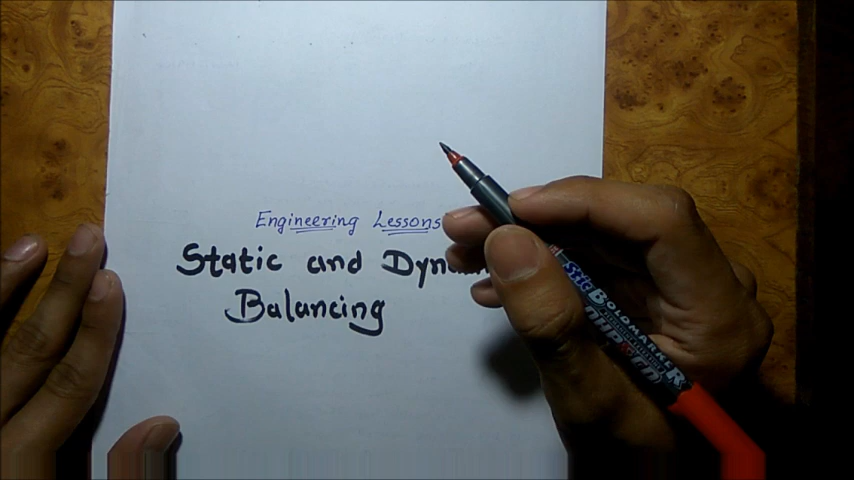 Engineering Lessons
Static and
Balancing
BOLDMARKER